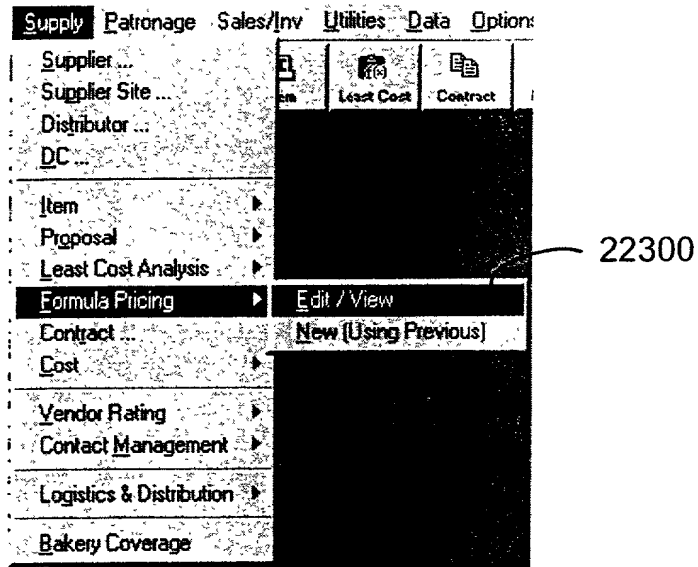 Supply Patronage Sales/Inv Utilities Data Option
Supplier ...
Supplier Site ...
Distributor ...
DC ...
Least Cost Contract
Item
Proposal
Least Cost Analysis
Formula Pricing
Edit / View
22300
New (Using Previous)
Contract ...
Cost
Vendor Rating
Contact Management
Logistics & Distribution
Bakery Coverage